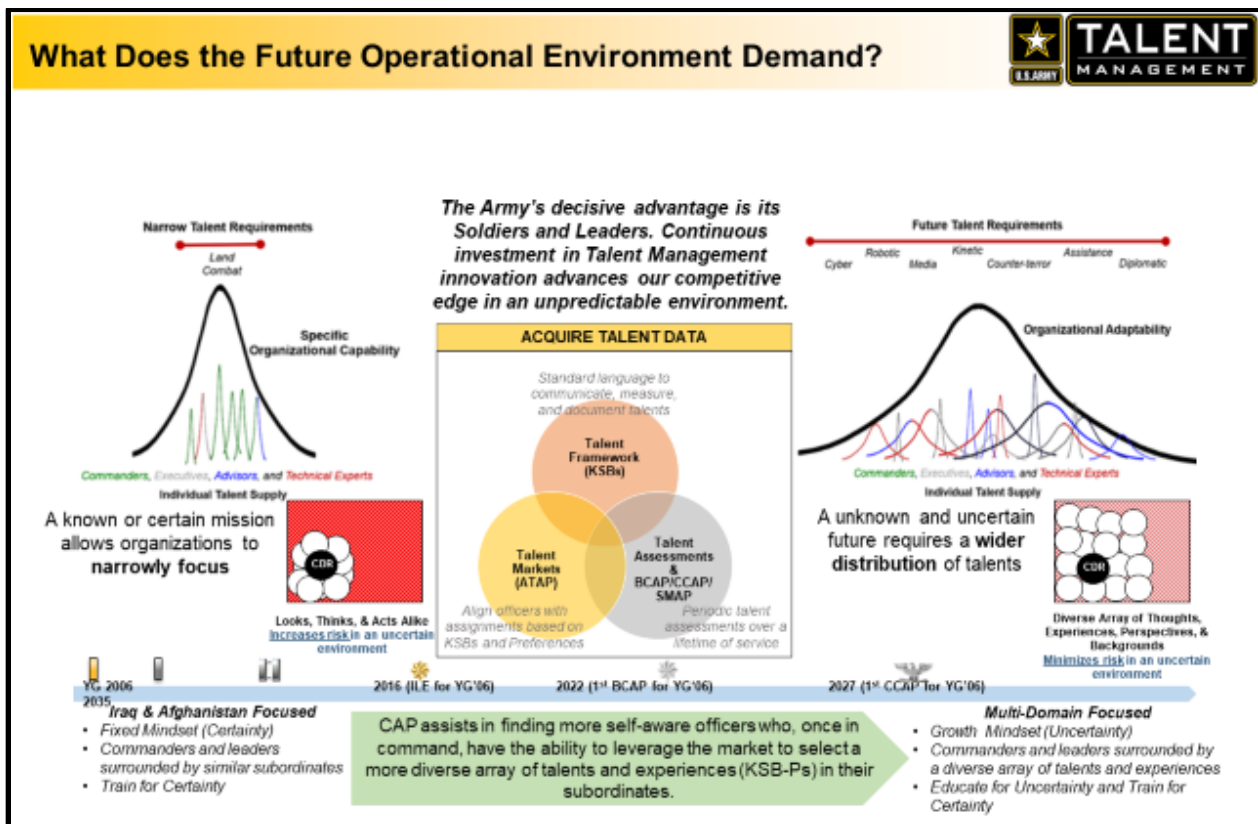 What Does the Future Operational Environment Demand?
U.S.ARMY
TALENT
MANAGEMENT
Narrow Talent Requirements
Land
Combat
Specific
Organizational Capability
Commanders, Executives, Advisors, and Technical Experts
Individual Talent Supply
A known or certain mission
allows organizations to
narrowly focus
CDR
Looks, Thinks, & Acts Alike
Increases risk in an uncertain
environment
The Army's decisive advantage is its
Soldiers and Leaders. Continuous
investment in Talent Management
innovation advances our competitive
edge in an unpredictable environment.
ACQUIRE TALENT DATA
Standard language to
communicate, measure,
and document talents
Talent
Framework
(KSBs)
Talent
Markets
(ATAP)
Talent
Assessments
&
BCAP/CCAP/
SMAP
Align officers with
assignments based on
KSBs and Preferences
Periodic talent
assessments over a
lifetime of service
Future Talent Requirements
Cyber
Robotic
Media
Kinetic
Counter-terror
Assistance
Diplomatic
Organizational Adaptability
Commanders, Executives, Advisors, and Technical Experts
Individual Talent Supply
A unknown and uncertain
future requires a wider
distribution of talents
CDR
Diverse Array of Thoughts,
Experiences, Perspectives, &
Backgrounds
Minimizes risk in an uncertain
environment
YG 2006
2035
2016 (ILE for YG'06)
2022 (1st BCAP for YG'06)
2027 (1st CCAP for YG'06)
Iraq & Afghanistan Focused
• Fixed Mindset (Certainty)
• Commanders and leaders
surrounded by similar subordinates
• Train for Certainty
CAP assists in finding more self-aware officers who, once in
command, have the ability to leverage the market to select a
more diverse array of talents and experiences (KSB-Ps) in their
subordinates.
Multi-Domain Focused
• Growth Mindset (Uncertainty)
• Commanders and leaders surrounded by
a diverse array of talents and experiences
• Educate for Uncertainty and Train for
Certainty